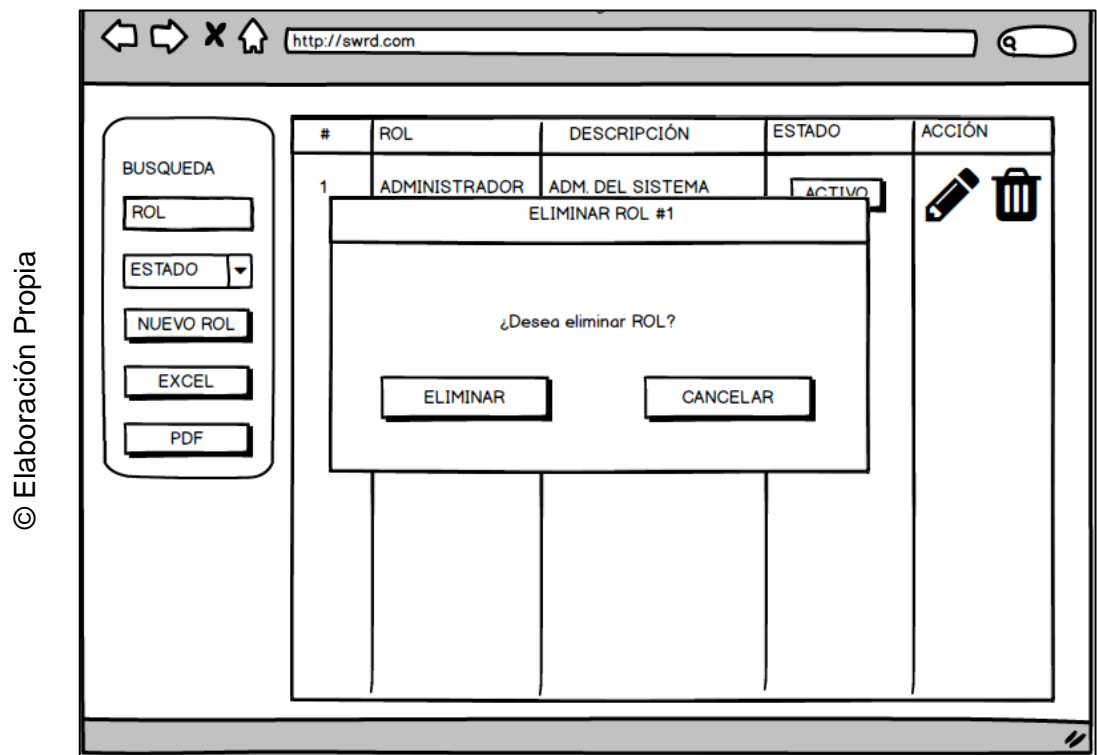 http://swrd.com
BUSQUEDA
ROL
ESTADO
NUEVO ROL
EXCEL
PDF
# ROL DESCRIPCIÓN ESTADO ACCIÓN
1 ADMINISTRADOR ADM. DEL SISTEMA ACTIVO
ELIMINAR ROL #1
¿Desea eliminar ROL?
ELIMINAR CANCELAR
© Elaboración Propia